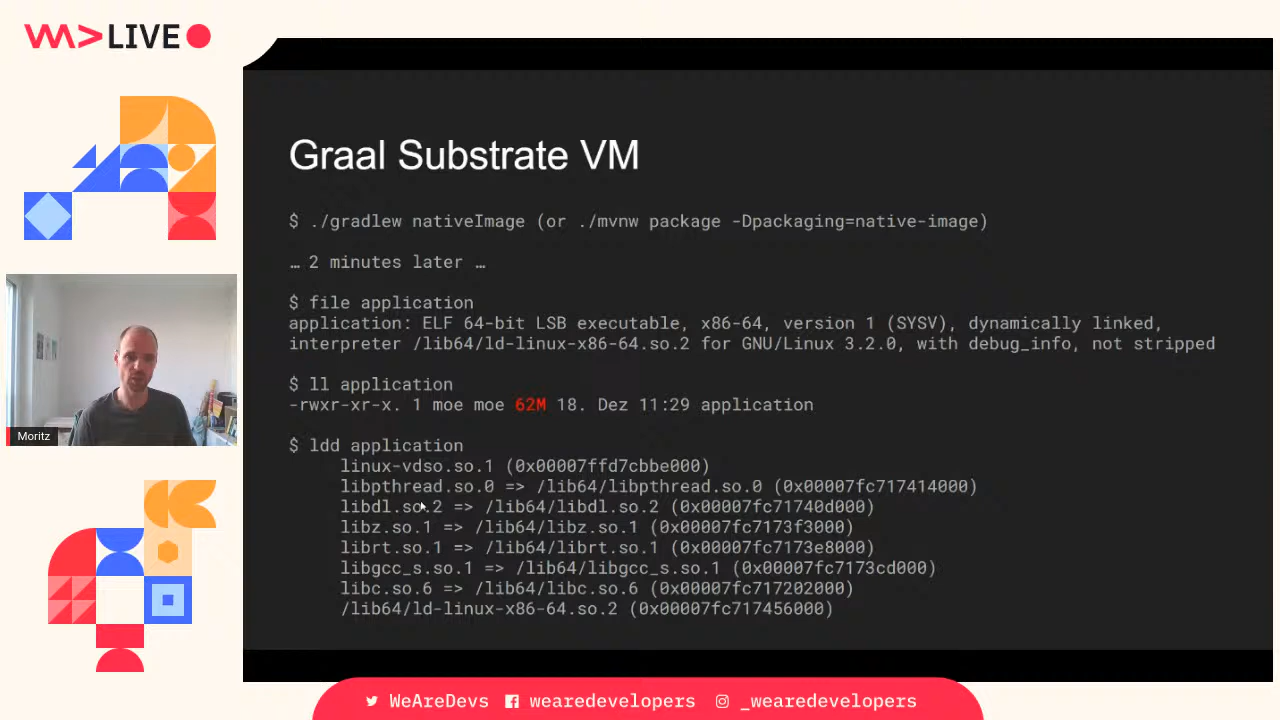 LIVE
Graal Substrate VM
$ ./gradlew nativeImage (or ./mvnw package -Dpackaging=native-image)
… 2 minutes later …
$ file application
application: ELF 64-bit LSB executable, x86-64, version 1 (SYSV), dynamically linked,
interpreter /lib64/ld-linux-x86-64.so.2 for GNU/Linux 3.2.0, with debug_info, not stripped
$ ll application
-rwxr-xr-x. 1 moe moe 62M 18. Dez 11:29 application
$ ldd application
linux-vdso.so.1 (0x00007ffd7cbbe000)
libpthread.so.0 => /lib64/libpthread.so.0 (0x00007fc717414000)
libdl.so.2 => /lib64/libdl.so.2 (0x00007fc71740d000)
libz.so.1 => /lib64/libz.so.1 (0x00007fc7173f3000)
librt.so.1 => /lib64/librt.so.1 (0x00007fc7173e8000)
libgcc_s.so.1 => /lib64/libgcc_s.so.1 (0x00007fc7173cd000)
libc.so.6 => /lib64/libc.so.6 (0x00007fc717202000)
/lib64/ld-linux-x86-64.so.2 (0x00007fc717456000)
Moritz
WeAreDevs wearedevelopers _wearedevelopers